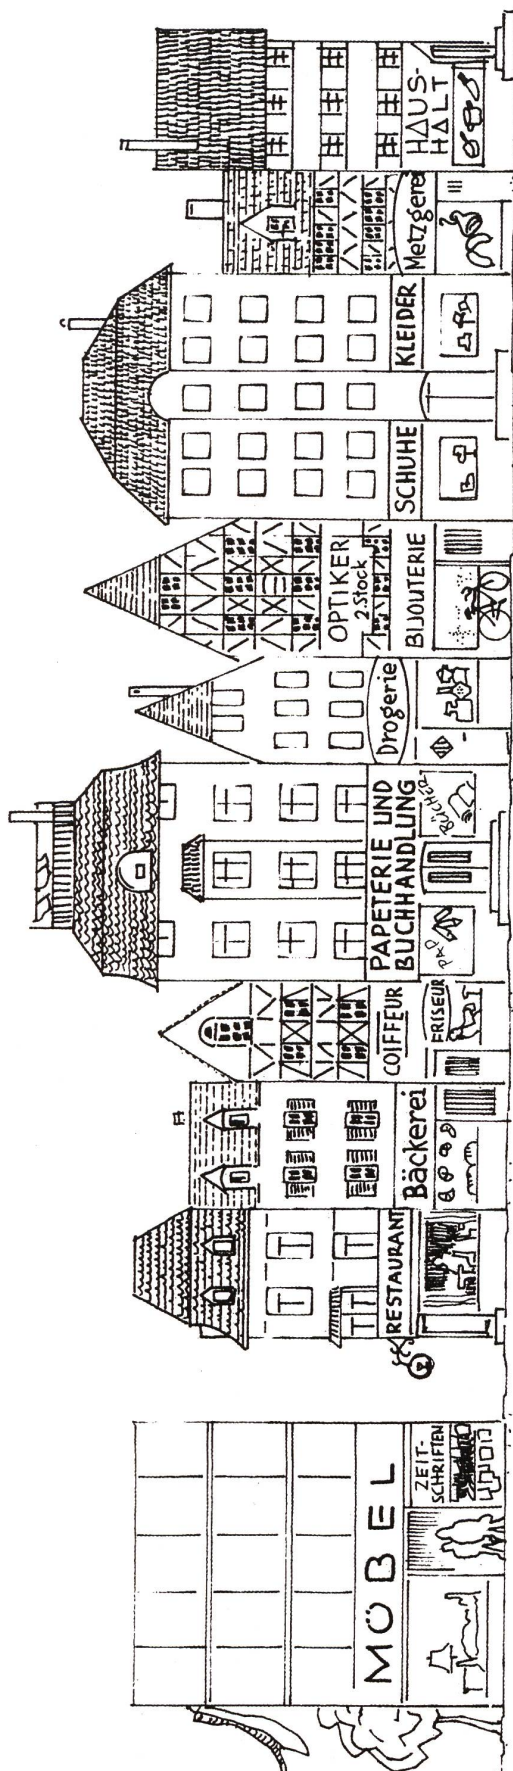 MÖBEL
ZEIT-
SCHRIFTEN
RESTAURANT
Bäckerei
COIFFEUR
FRISEUR
PAPETERIE UND
BUCHHANDLUNG
PAP
BÜCHER
Drogerie
OPTIKER
2 Stock
BIJOUTERIE
SCHUHE
KLEIDER
Metzgerei
HAUS-
HALT